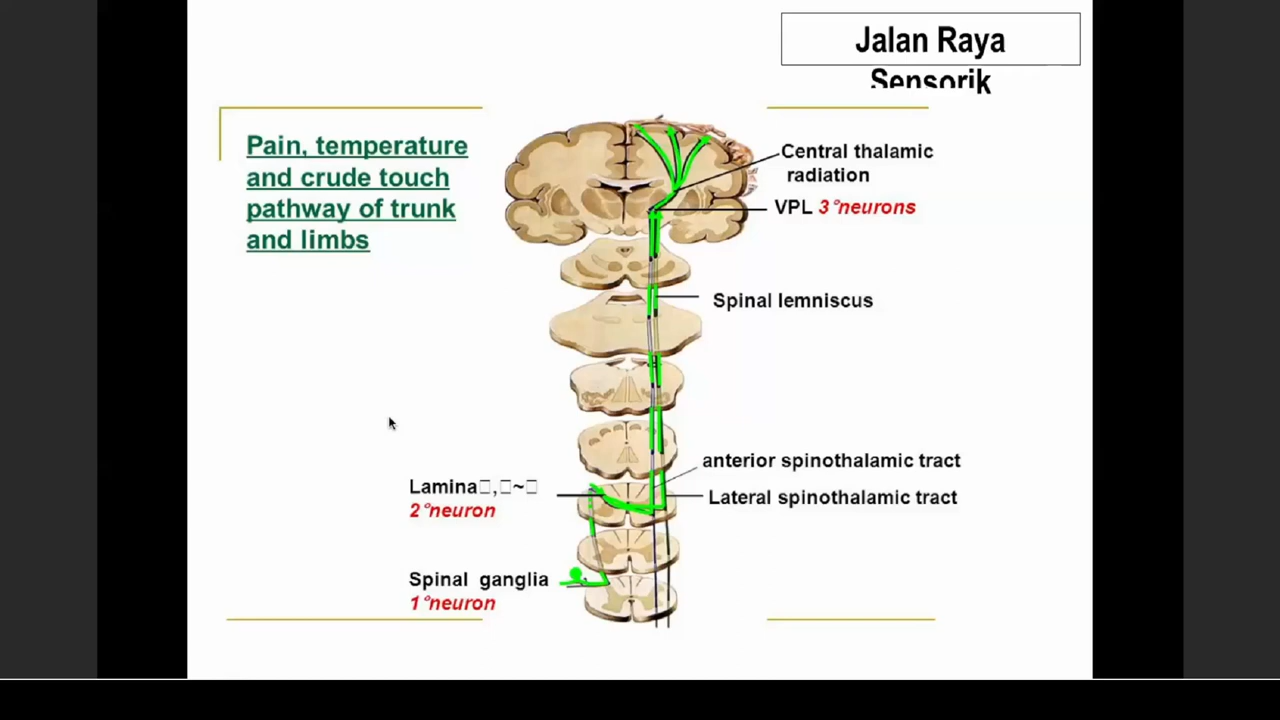 Jalan Raya
Sensorik
Pain, temperature
and crude touch
pathway of trunk
and limbs
Central thalamic
radiation
VPL 3°neurons
Spinal lemniscus
anterior spinothalamic tract
Lamina□,□~□
Lateral spinothalamic tract
2°neuron
Spinal ganglia
1°neuron